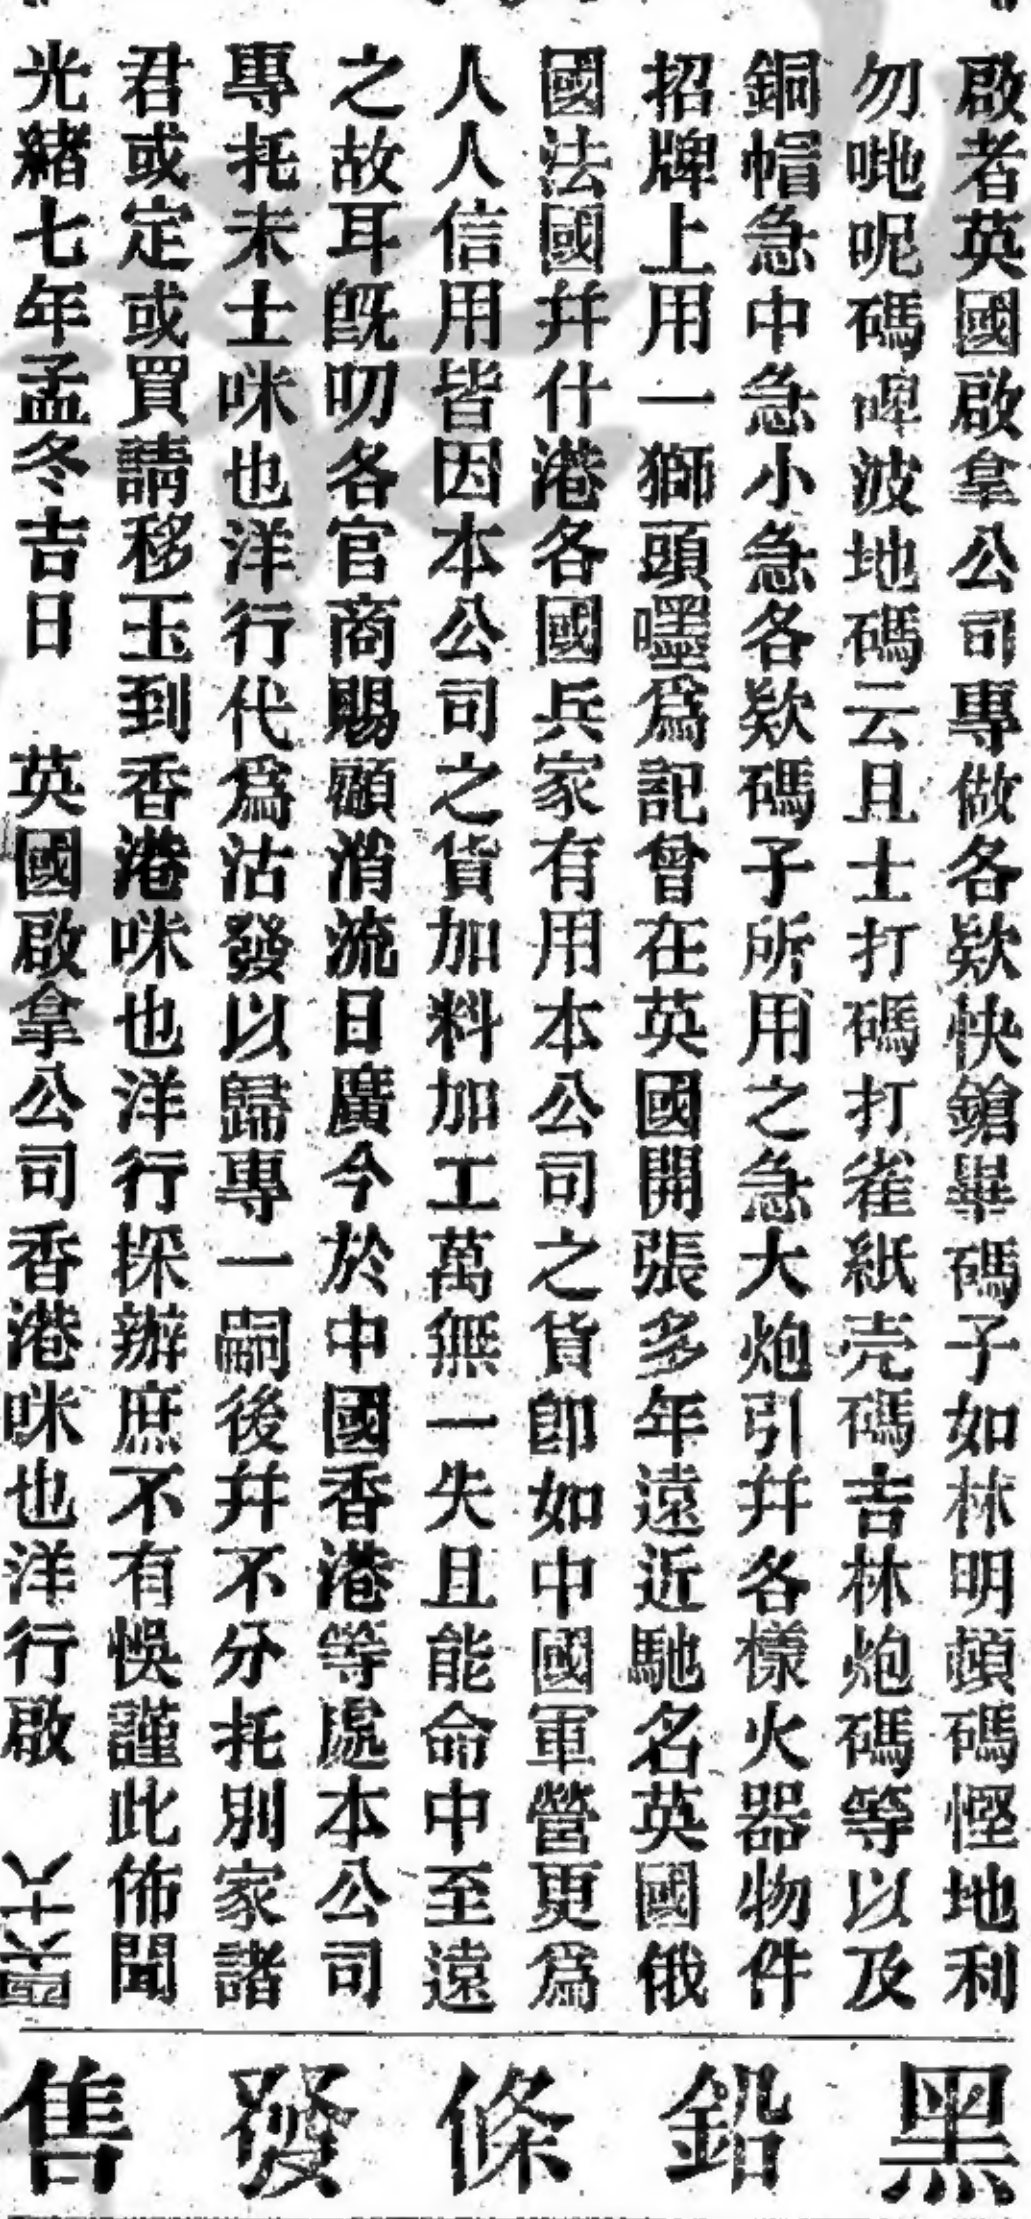 啟者英國啟拿公司專做各欵快鎗畢碼子如林明頓碼悭地利
勿哋呢碼啤波地碼云且士打碼打雀紙壳碼吉林炮碼等以及
銅帽急中急小急各欵碼子所用之急大炮引幷各樣火器物件
招牌上用一獅頭嚜爲記曾在英國開張多年遠近馳名英國俄
國法國幷什港各國兵家有用本公司之貨即如中國軍營更爲
人人信用皆因本公司之貨加料加工萬無一失且能命中至遠
之故耳旣叨各官商賜顧消流日廣今於中國香港等處本公司
專托未士咪也洋行代爲沽發以歸專一嗣後幷不分托別家諸
君或定或買請移玉到香港咪也洋行採辦庶不有悞謹此佈聞
光緒七年孟冬吉日 英國啟拿公司香港咪也洋行啟
黑鉛條發售